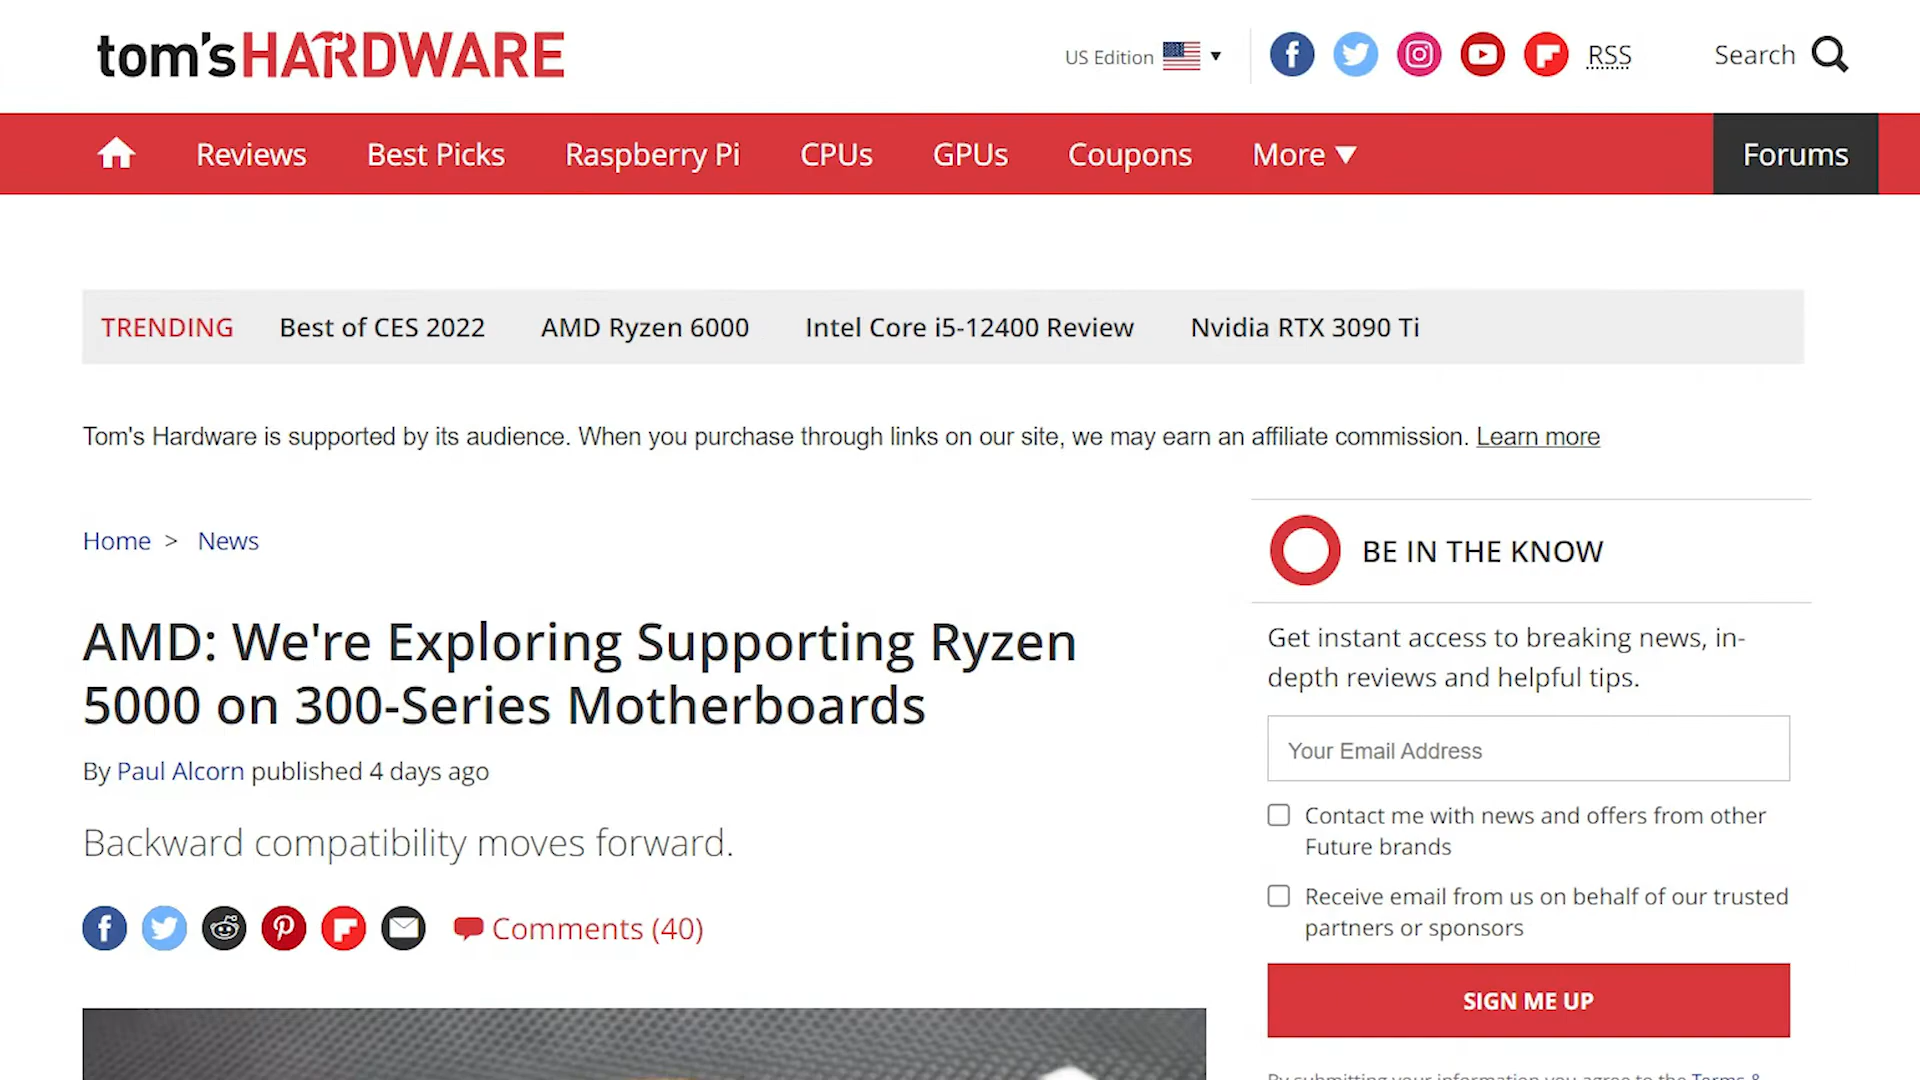 tom'sHARDWARE
US Edition
RSS
Search
Reviews
Best Picks
Raspberry Pi
CPUs
GPUs
Coupons
More
Forums
TRENDING
Best of CES 2022
AMD Ryzen 6000
Intel Core i5-12400 Review
Nvidia RTX 3090 Ti
Tom's Hardware is supported by its audience. When you purchase through links on our site, we may earn an affiliate commission. Learn more
Home > News
AMD: We're Exploring Supporting Ryzen
5000 on 300-Series Motherboards
By Paul Alcorn published 4 days ago
Backward compatibility moves forward.
Comments (40)
BE IN THE KNOW
Get instant access to breaking news, in-
depth reviews and helpful tips.
Your Email Address
Contact me with news and offers from other
Future brands
Receive email from us on behalf of our trusted
partners or sponsors
SIGN ME UP
By submitting your information you agree to the Terms &